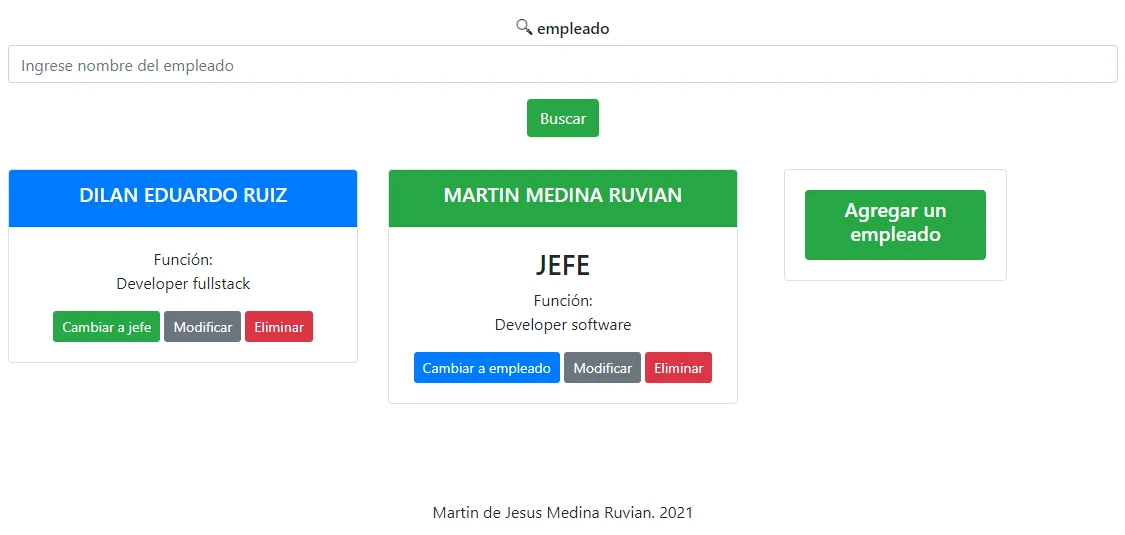 🔍 empleado
Ingrese nombre del empleado
Buscar
DILAN EDUARDO RUIZ
Función:
Developer fullstack
Cambiar a jefe Modificar Eliminar
MARTIN MEDINA RUVIAN
JEFE
Función:
Developer software
Cambiar a empleado Modificar Eliminar
Agregar un
empleado
Martin de Jesus Medina Ruvian. 2021